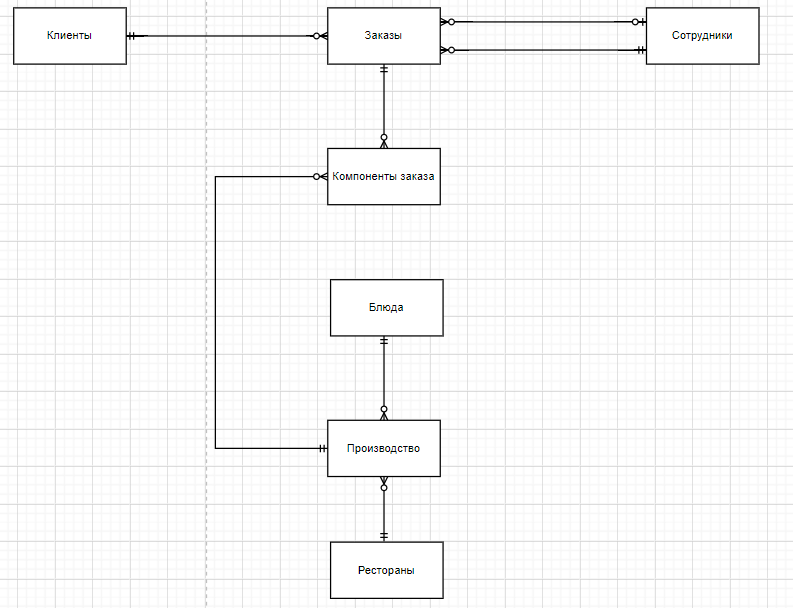 Клиенты
Заказы
Сотрудники
Компоненты заказа
Блюда
Производство
Рестораны